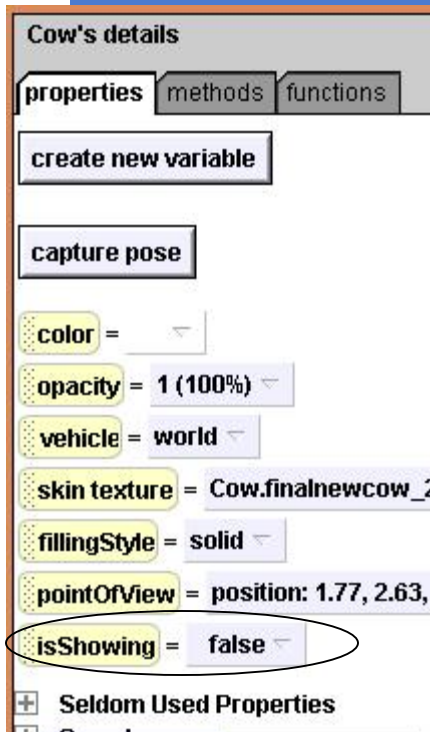 Cow's details
properties methods functions
create new variable
capture pose
color =
opacity = 1 (100%)
vehicle = world
skin texture = Cow.finalnewcow_2
fillingStyle = solid
pointOfView = position: 1.77, 2.63,
isShowing = false
Seldom Used Properties